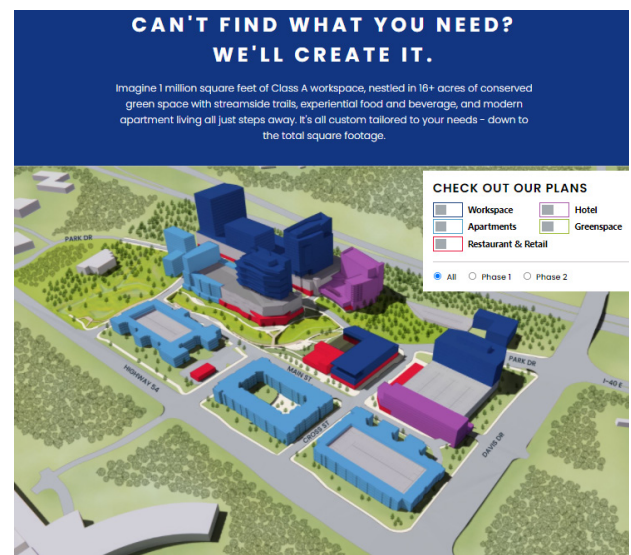 CAN'T FIND WHAT YOU NEED?
WE'LL CREATE IT.
Imagine 1 million square feet of Class A workspace, nestled in 16+ acres of conserved
green space with streamside trails, experiential food and beverage, and modern
apartment living all just steps away. It's all custom tailored to your needs - down to
the total square footage.
CHECK OUT OUR PLANS
Workspace Hotel
Apartments Greenspace
Restaurant & Retail
All Phase 1 Phase 2
PARK DR
HIGHWAY 54
MAIN ST
CROSS ST
PARK DR
DAVIS DR
I-40 E